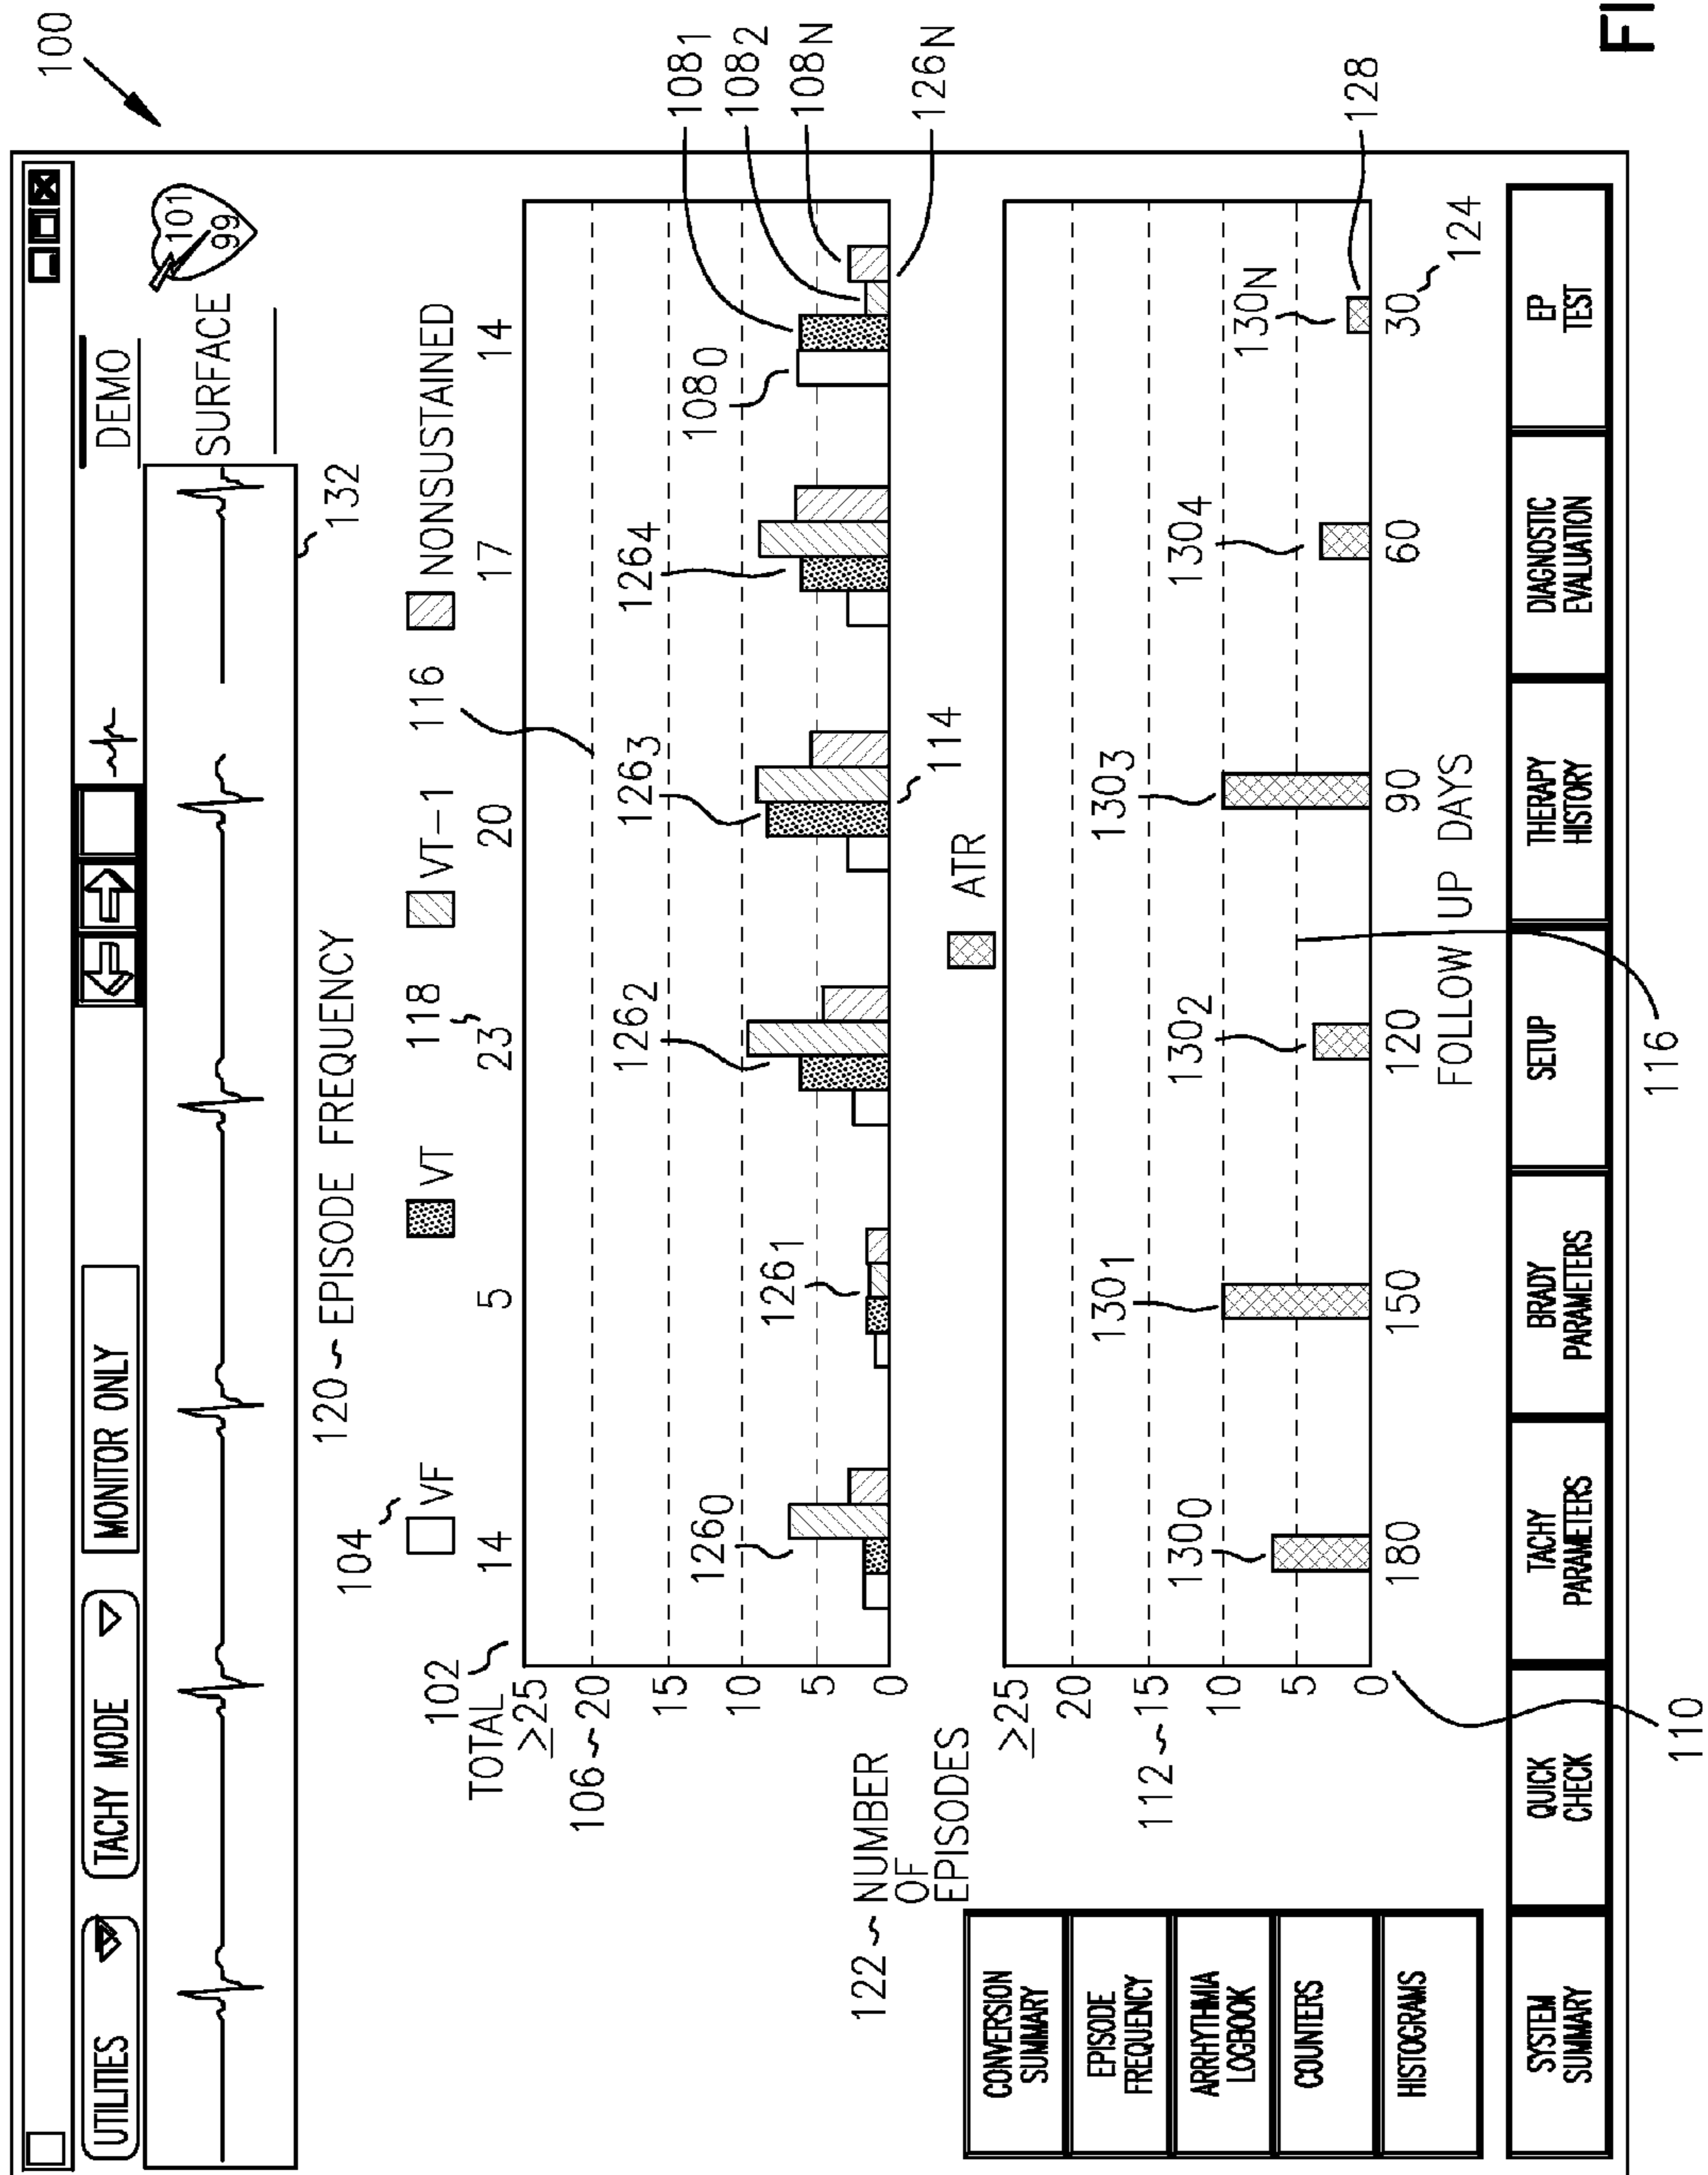 100
UTILITIES
TACHY MODE
MONITOR ONLY
DEMO
SURFACE
101
99
132
120 EPISODE FREQUENCY
104
VF
VT
VT-1
NONSUSTAINED
118
116
102
TOTAL
14
5
23
20
17
14
≥25
106 20
15
10
5
0
126₀
126₁
126₂
126₃
126₄
108₀
108₁
108₂
108N
126N
114
122 NUMBER
OF
EPISODES
ATR
≥25
20
112 15
10
5
0
130₀
130₁
130₂
130₃
130₄
130N
128
180
150
120
90
60
30
124
FOLLOW UP DAYS
110
116
CONVERSION
SUMMARY
EPISODE
FREQUENCY
ARRHYTHMIA
LOGBOOK
COUNTERS
HISTOGRAMS
SYSTEM
SUMMARY
QUICK
CHECK
TACHY
PARAMETERS
BRADY
PARAMETERS
SETUP
THERAPY
HISTORY
DIAGNOSTIC
EVALUATION
EP
TEST